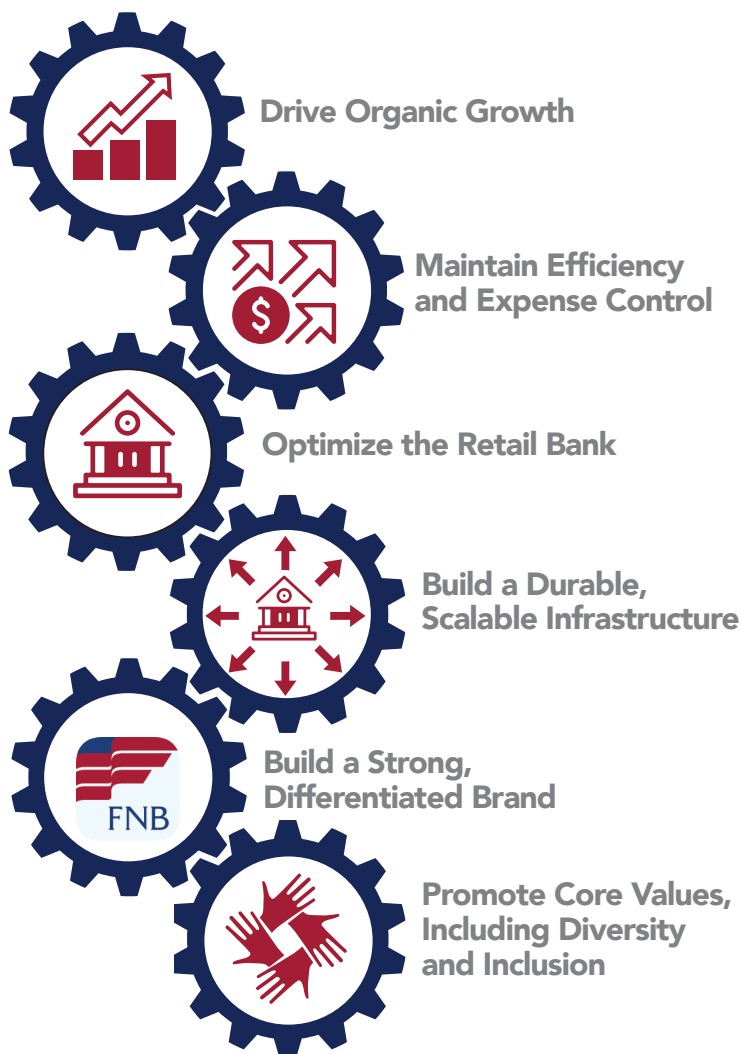 Drive Organic Growth
$
Maintain Efficiency
and Expense Control
Optimize the Retail Bank
Build a Durable,
Scalable Infrastructure
FNB
Build a Strong,
Differentiated Brand
Promote Core Values,
Including Diversity
and Inclusion